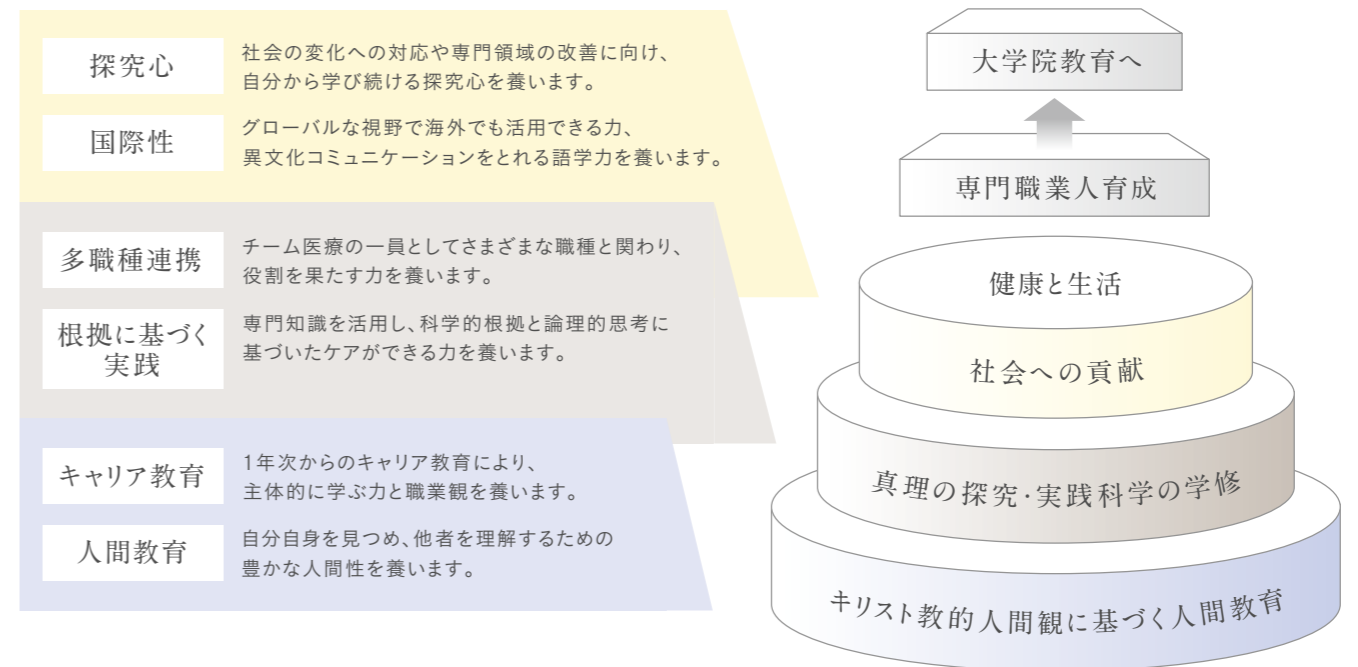 探究心
社会の変化への対応や専門領域の改善に向け、
自分から学び続ける探究心を養います。
国際性
グローバルな視野で海外でも活用できる力、
異文化コミュニケーションをとれる語学力を養います。
多職種連携
チーム医療の一員としてさまざまな職種と関わり、
役割を果たす力を養います。
根拠に基づく
実践
専門知識を活用し、科学的根拠と論理的思考に
基づいたケアができる力を養います。
キャリア教育
1年次からのキャリア教育により、
主体的に学ぶ力と職業観を養います。
人間教育
自分自身を見つめ、他者を理解するための
豊かな人間性を養います。
大学院教育へ
専門職業人育成
健康と生活
社会への貢献
真理の探究・実践科学の学修
キリスト教的人間観に基づく人間教育